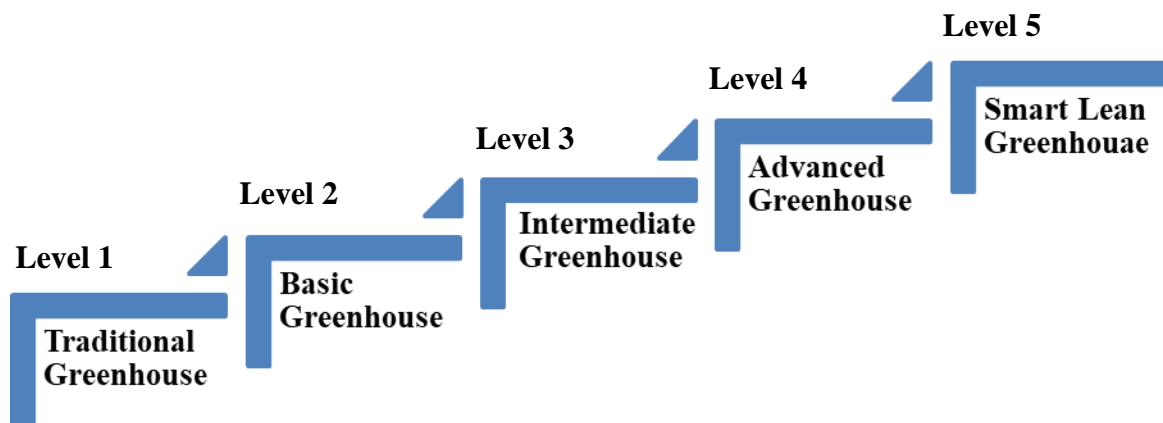 Level 1
Traditional
Greenhouse
Level 2
Basic
Greenhouse
Level 3
Intermediate
Greenhouse
Level 4
Advanced
Greenhouse
Level 5
Smart Lean
Greenhouae